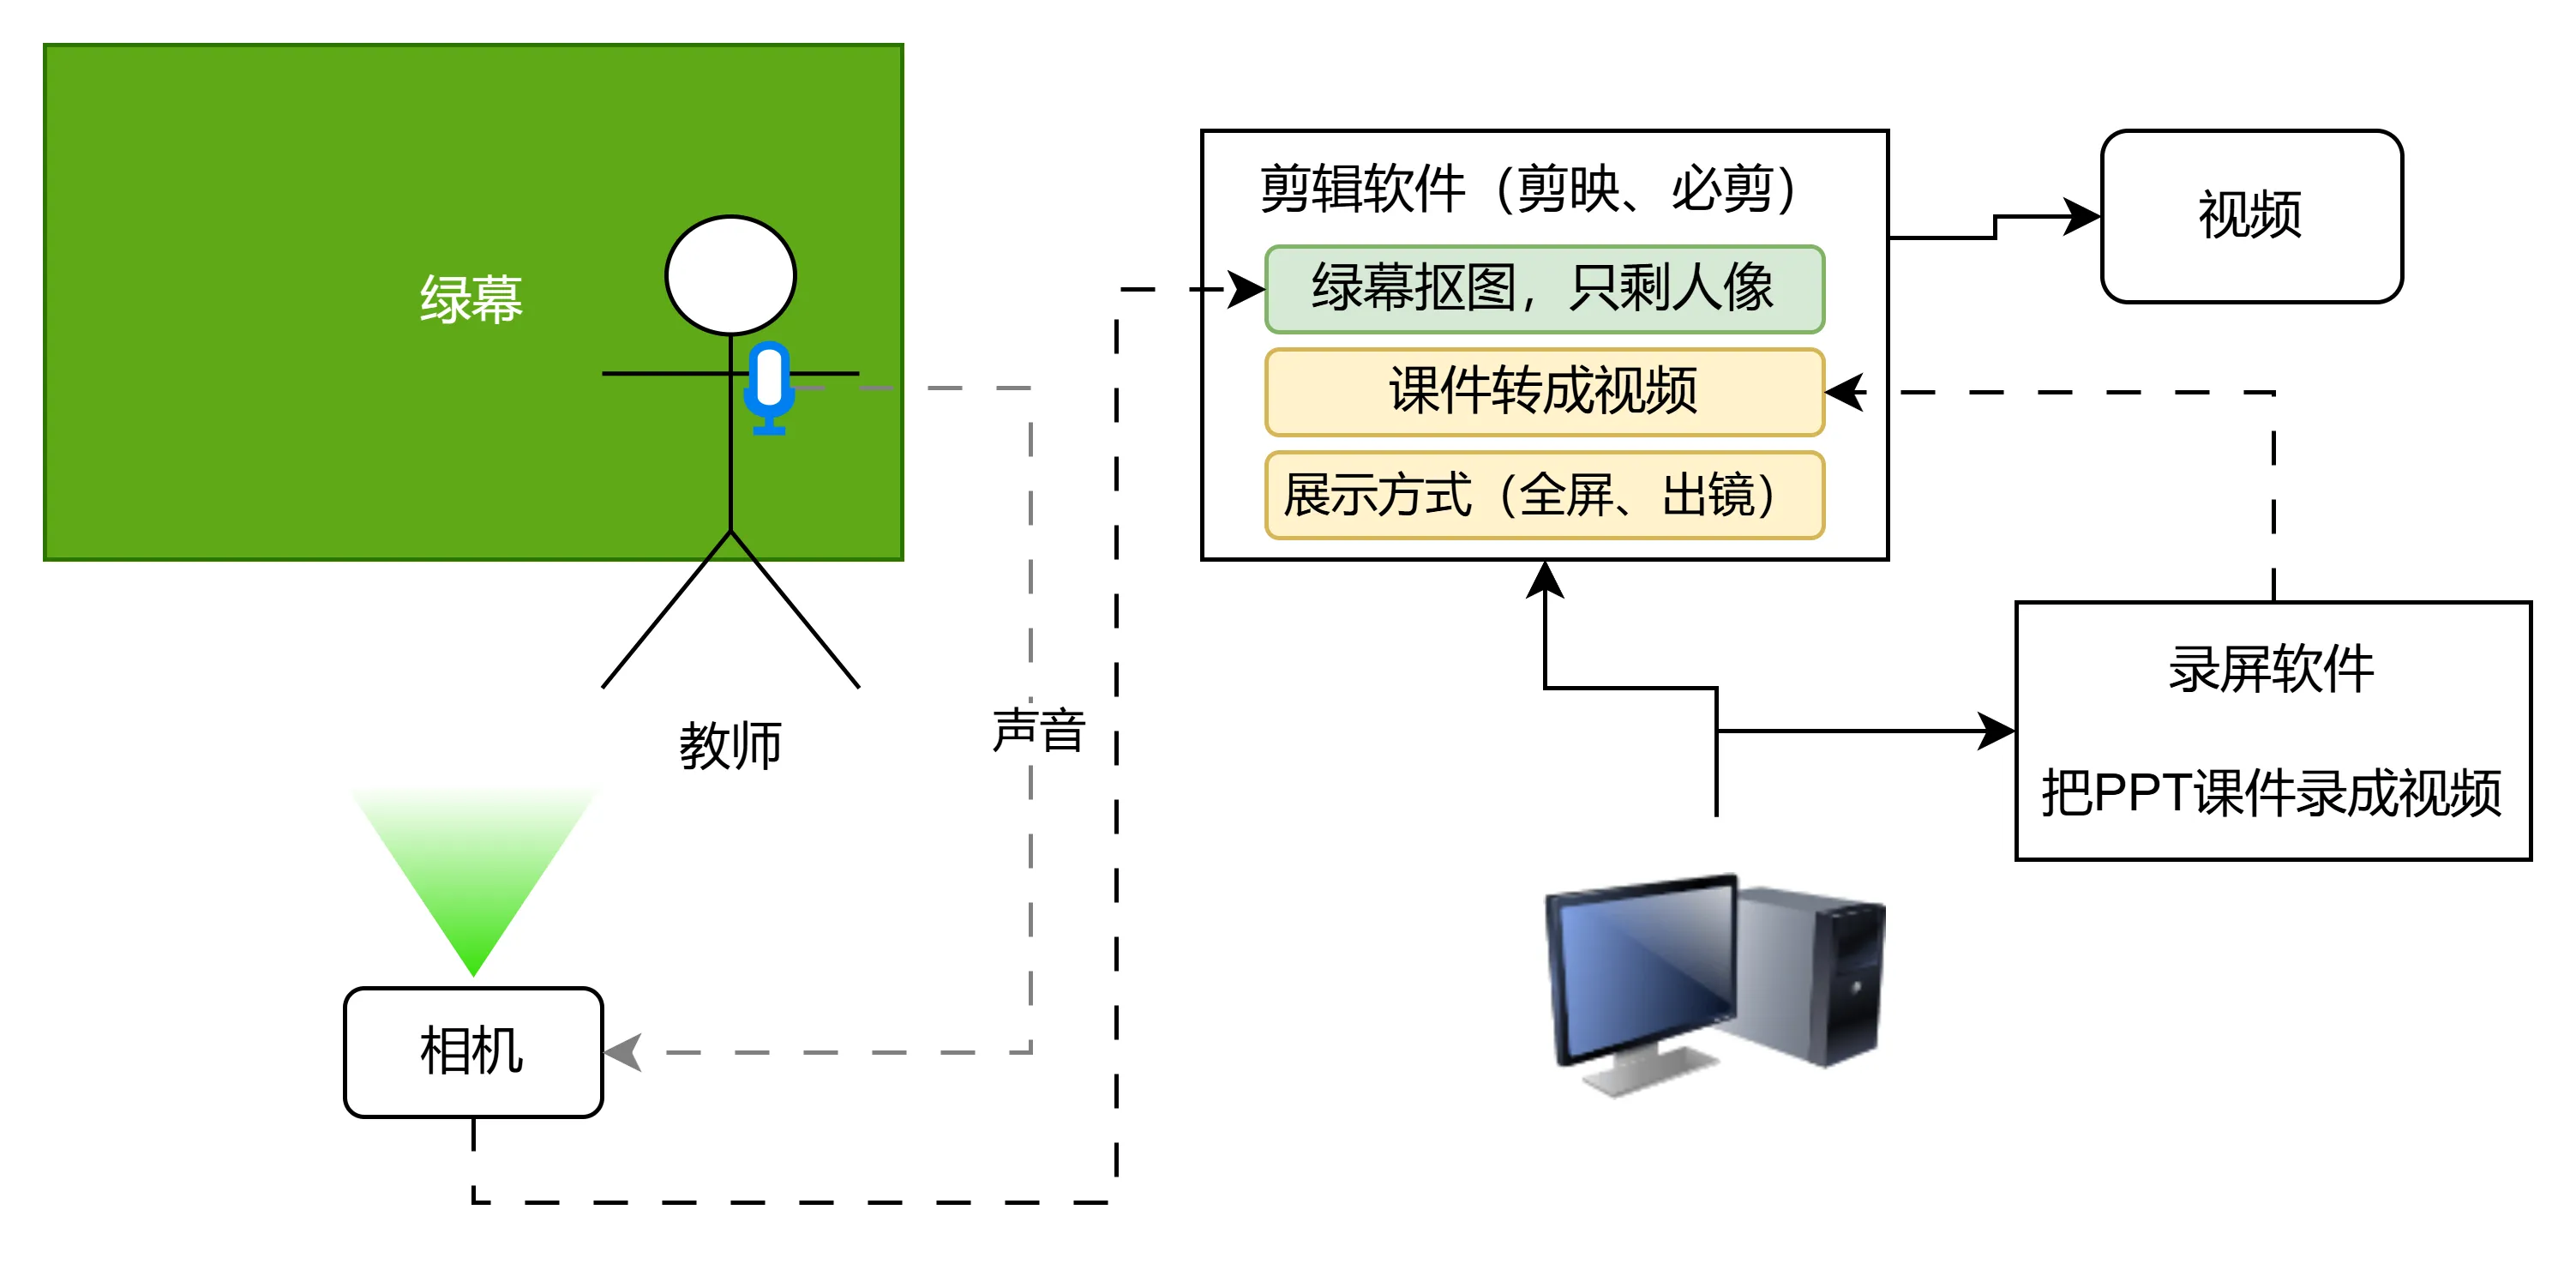 绿幕
教师
声音
相机
剪辑软件（剪映、必剪）
绿幕抠图，只剩人像
课件转成视频
展示方式（全屏、出镜）
视频
录屏软件
把PPT课件录成视频